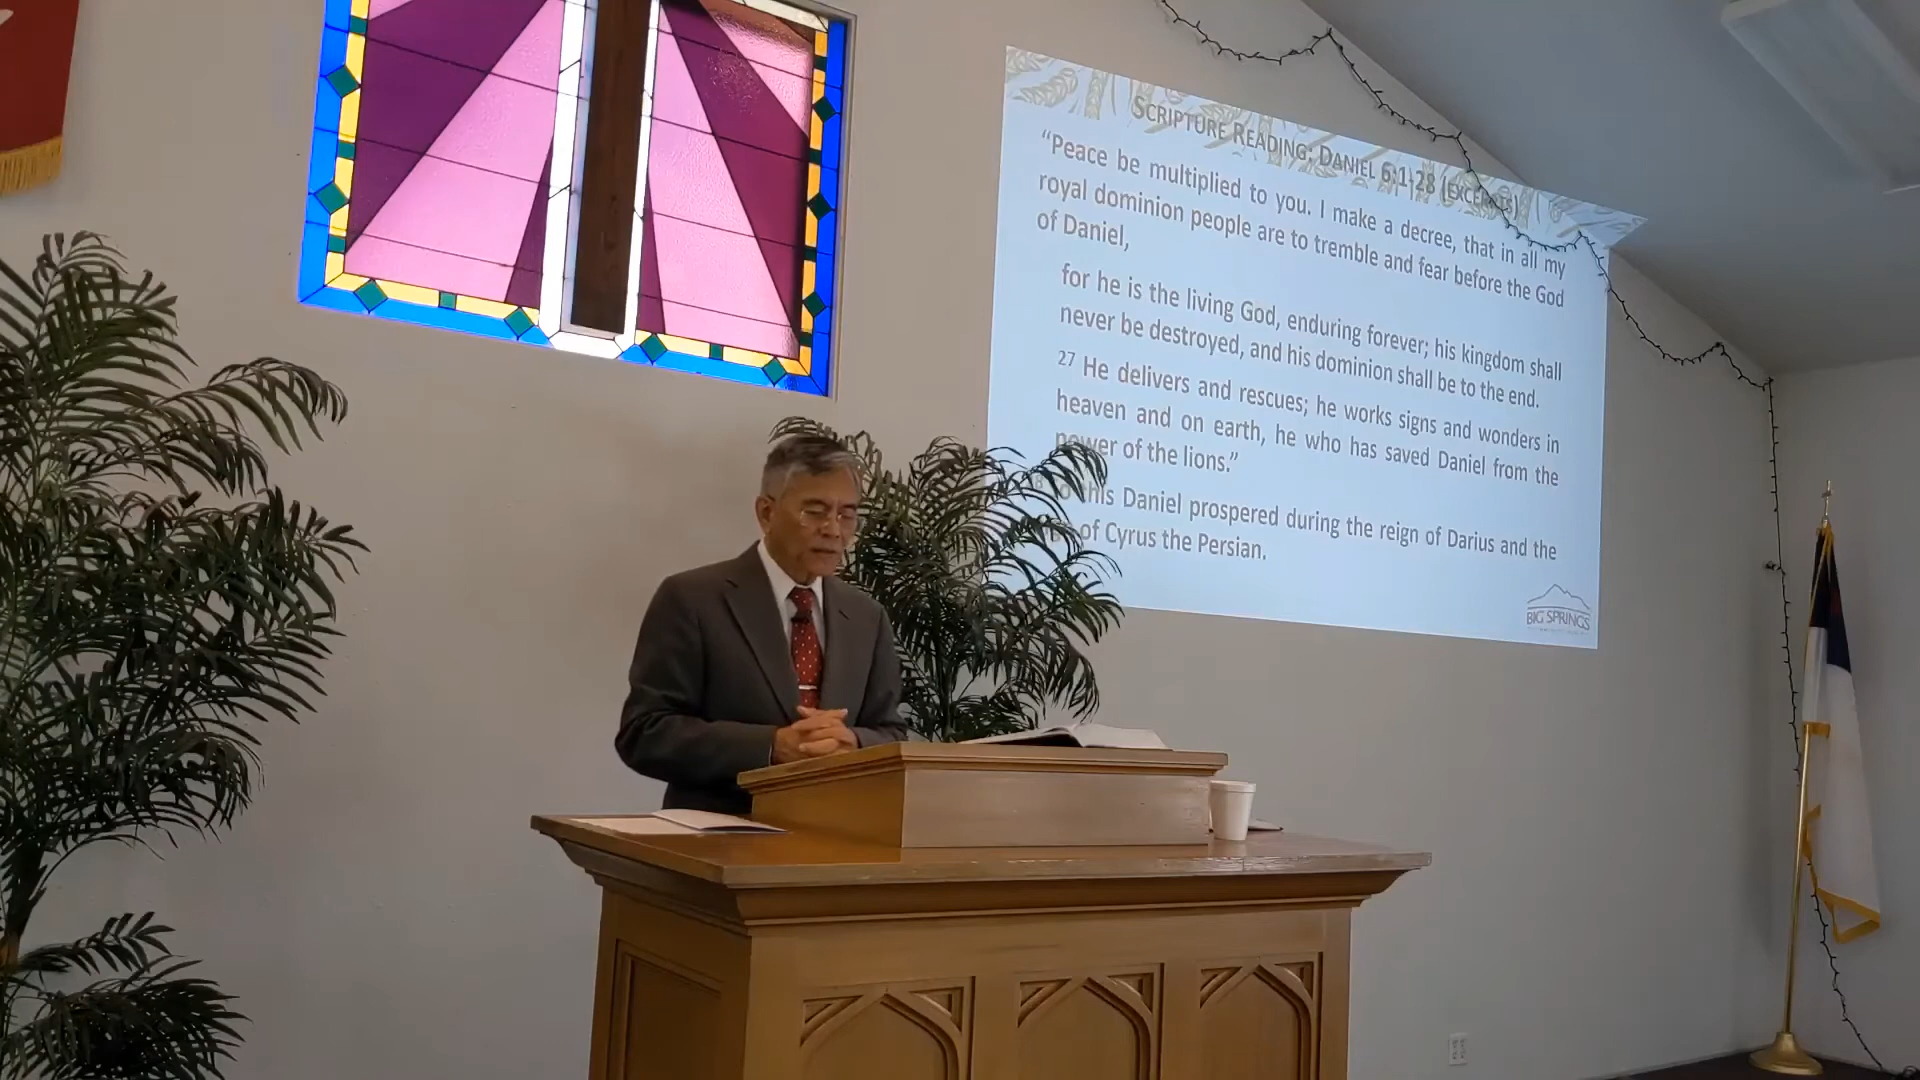 SCRIPTURE READING: DANIEL 6:1-28 (EXCERPTS)
“Peace be multiplied to you. I make a decree, that in all my
royal dominion people are to tremble and fear before the God
of Daniel,
for he is the living God, enduring forever; his kingdom shall
never be destroyed, and his dominion shall be to the end.
27 He delivers and rescues; he works signs and wonders in
heaven and on earth, he who has saved Daniel from the
power of the lions.”
this Daniel prospered during the reign of Darius and the
of Cyrus the Persian.
BIG SPRINGS